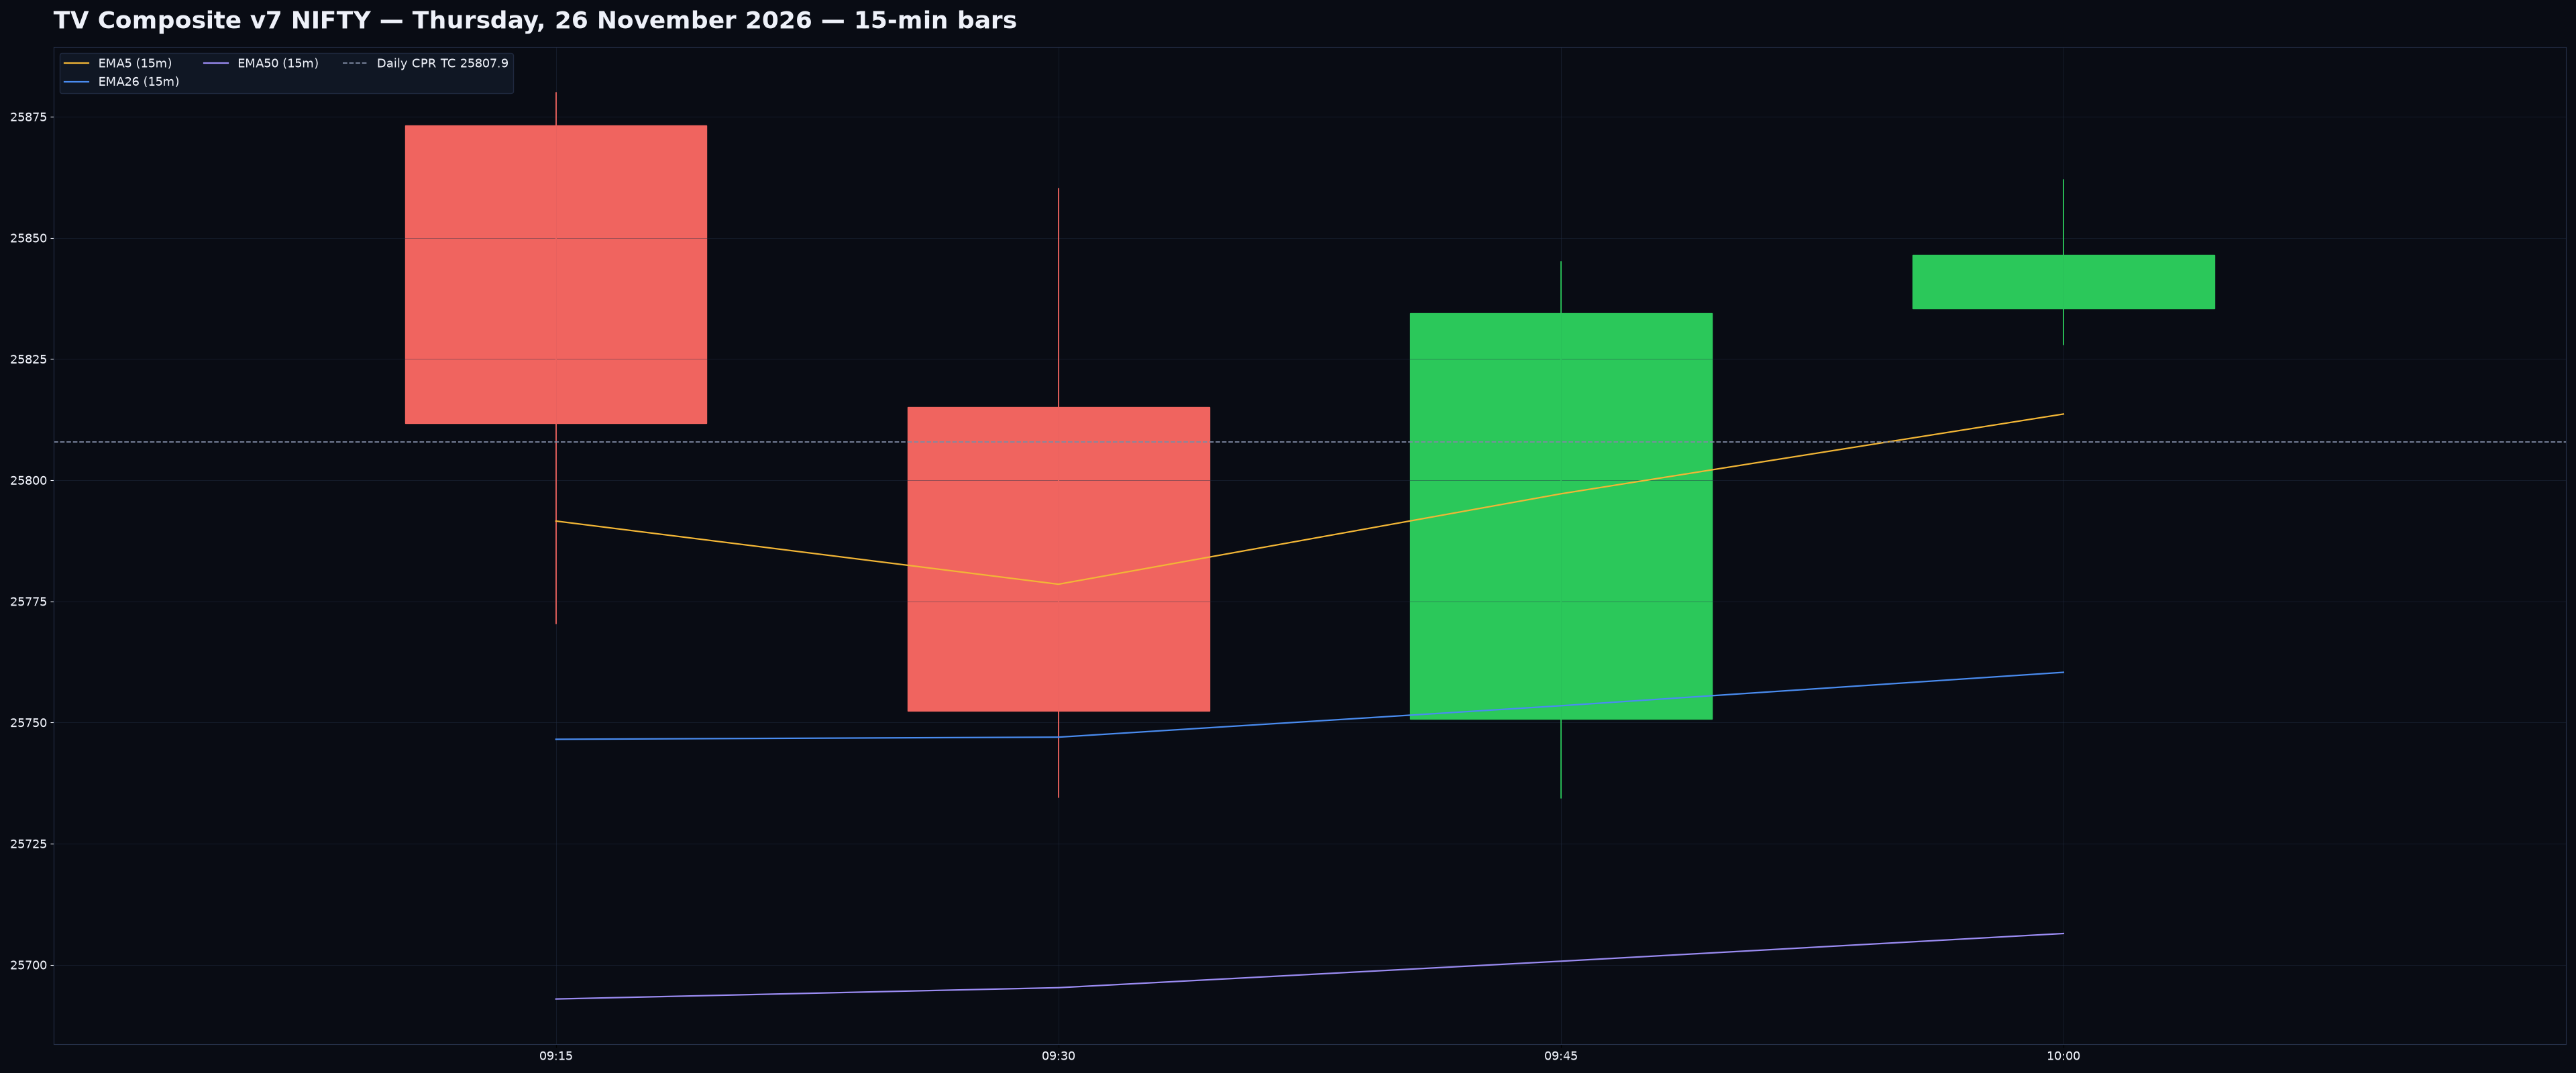 TV Composite v7 NIFTY — Thursday, 26 November 2026 — 15-min bars
EMA5 (15m) EMA50 (15m) Daily CPR TC 25807.9
EMA26 (15m)
25875
25850
25825
25800
25775
25750
25725
25700
09:15 09:30 09:45 10:00